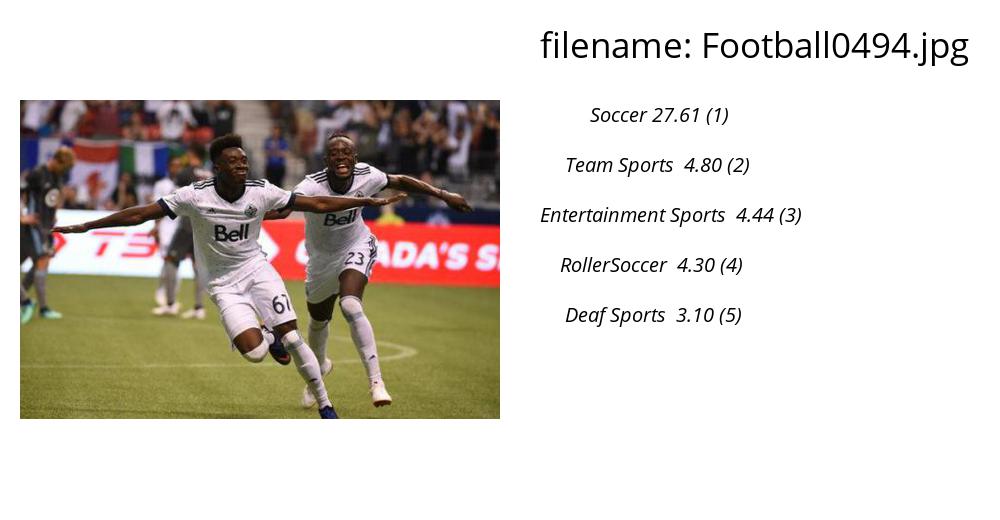 filename: Football0494.jpg
Soccer 27.61 (1)
Team Sports 4.80 (2)
Entertainment Sports 4.44 (3)
RollerSoccer 4.30 (4)
Deaf Sports 3.10 (5)
TS
ADA'S S
Bell
Bell
23
67